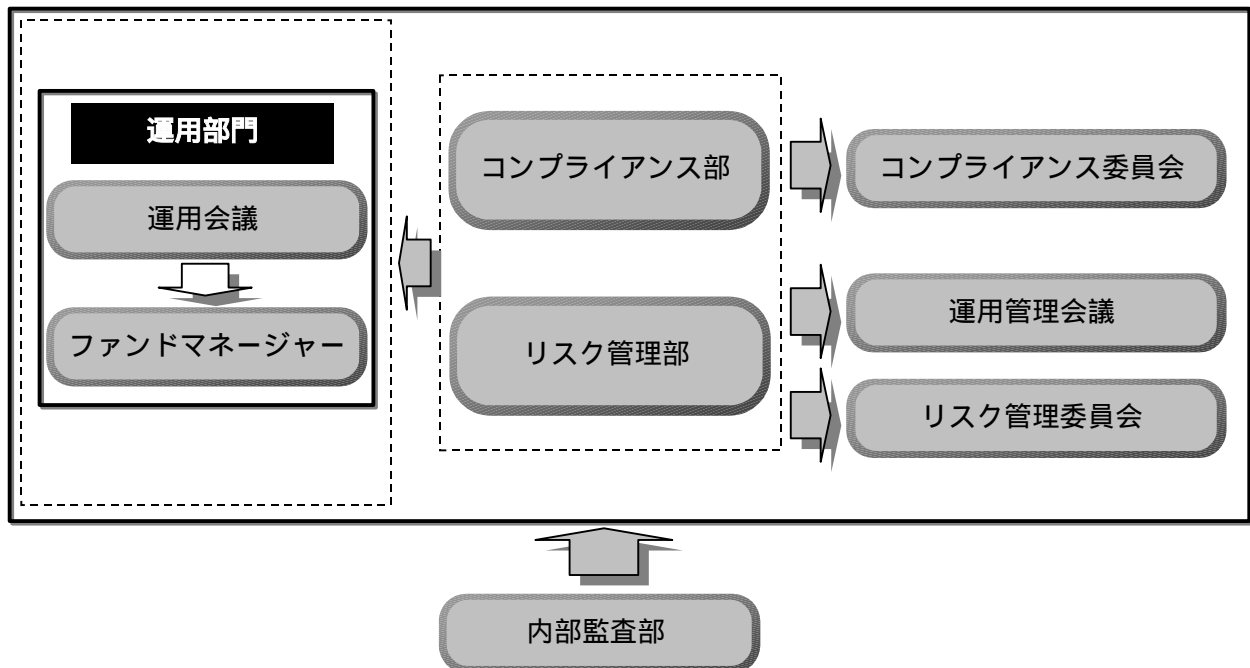 運用部門
運用会議
ファンドマネージャー
コンプライアンス部
リスク管理部
コンプライアンス委員会
運用管理会議
リスク管理委員会
内部監査部